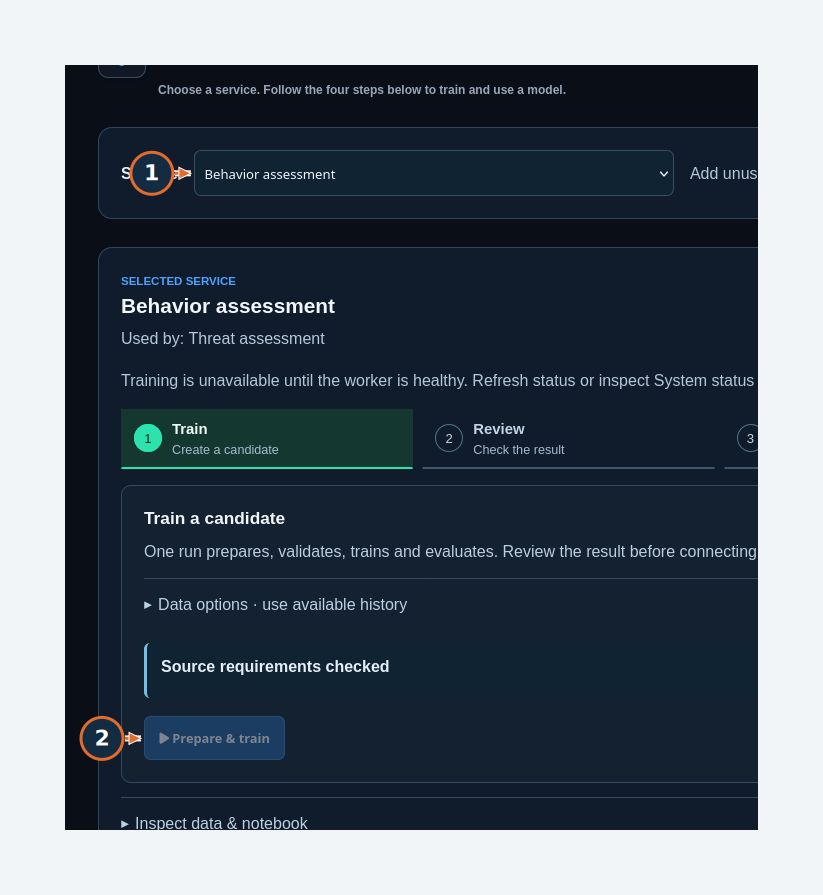 Choose a service. Follow the four steps below to train and use a model.
1
Behavior assessment
Add unus
SELECTED SERVICE
Behavior assessment
Used by: Threat assessment
Training is unavailable until the worker is healthy. Refresh status or inspect System status
1
Train
Create a candidate
2
Review
Check the result
3
Train a candidate
One run prepares, validates, trains and evaluates. Review the result before connecting
▸ Data options · use available history
Source requirements checked
2
Prepare & train
▸ Inspect data & notebook